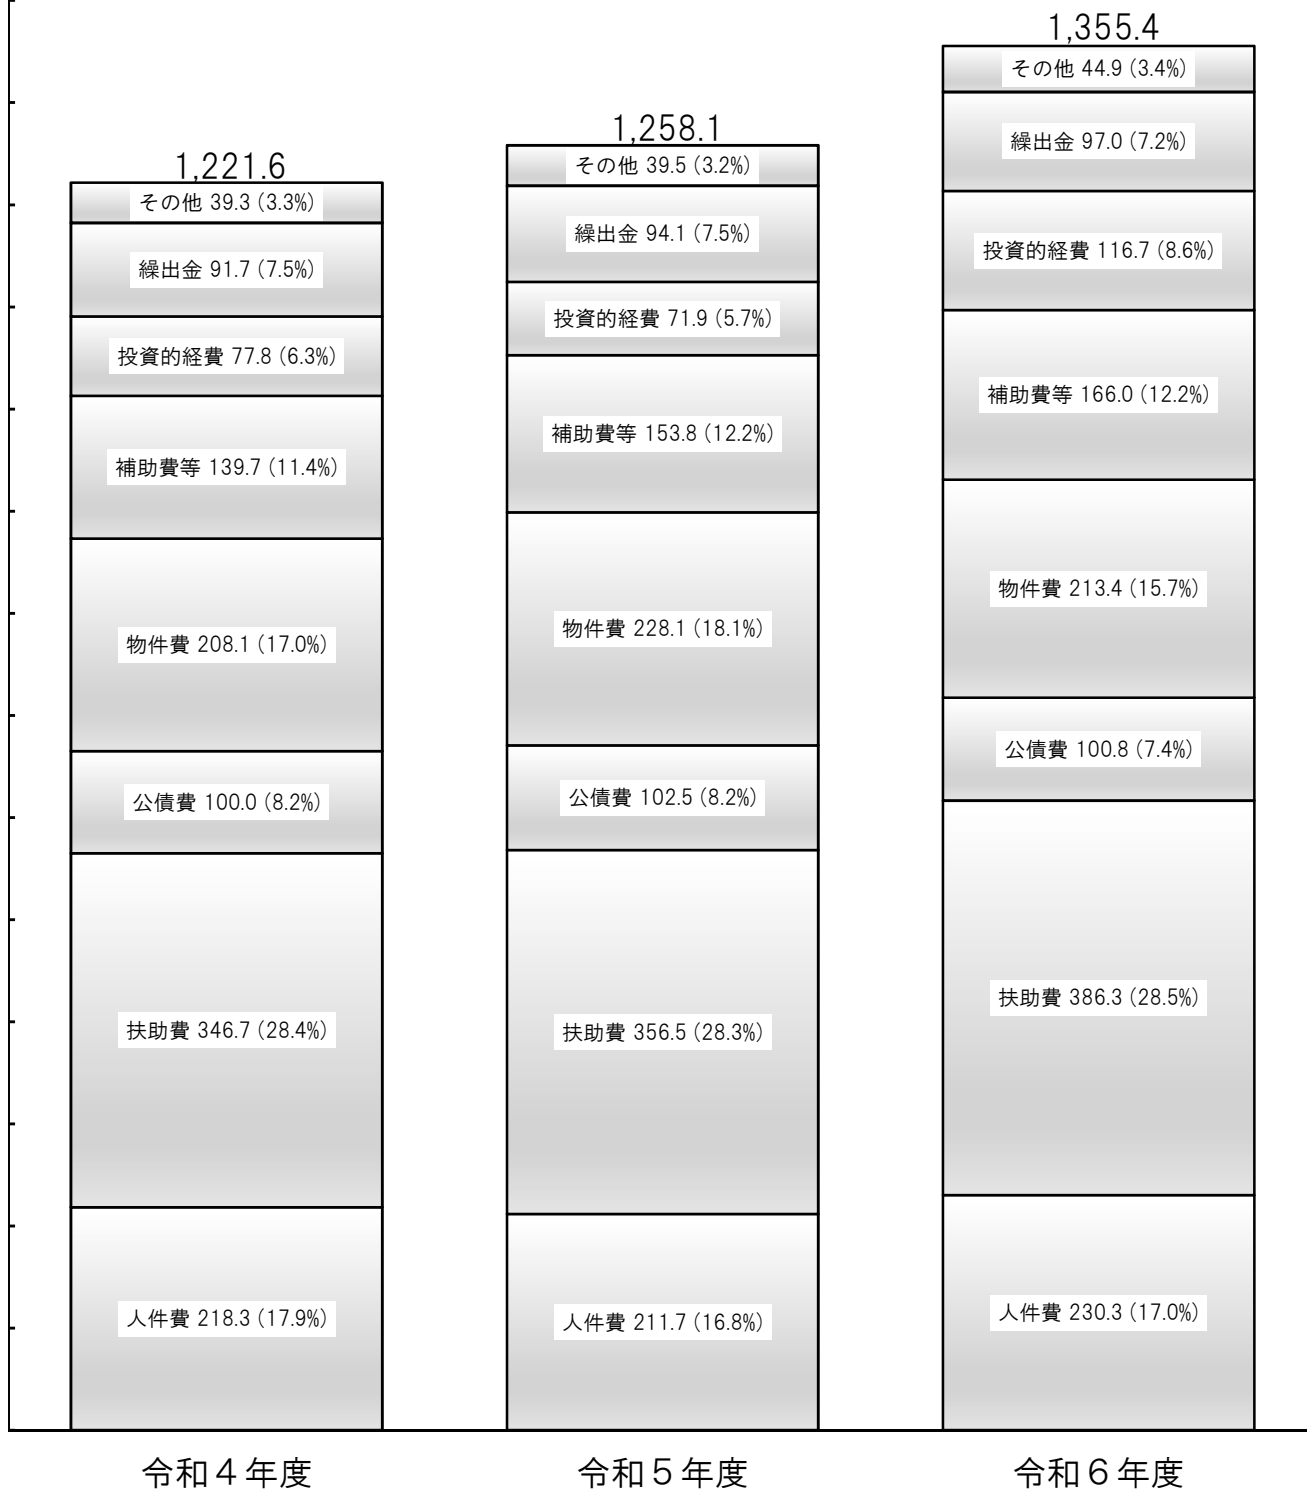 1,221.6
その他 39.3 (3.3%)
繰出金 91.7 (7.5%)
投資的経費 77.8 (6.3%)
補助費等 139.7 (11.4%)
物件費 208.1 (17.0%)
公債費 100.0 (8.2%)
扶助費 346.7 (28.4%)
人件費 218.3 (17.9%)
令和４年度
1,258.1
その他 39.5 (3.2%)
繰出金 94.1 (7.5%)
投資的経費 71.9 (5.7%)
補助費等 153.8 (12.2%)
物件費 228.1 (18.1%)
公債費 102.5 (8.2%)
扶助費 356.5 (28.3%)
人件費 211.7 (16.8%)
令和５年度
1,355.4
その他 44.9 (3.4%)
繰出金 97.0 (7.2%)
投資的経費 116.7 (8.6%)
補助費等 166.0 (12.2%)
物件費 213.4 (15.7%)
公債費 100.8 (7.4%)
扶助費 386.3 (28.5%)
人件費 230.3 (17.0%)
令和６年度